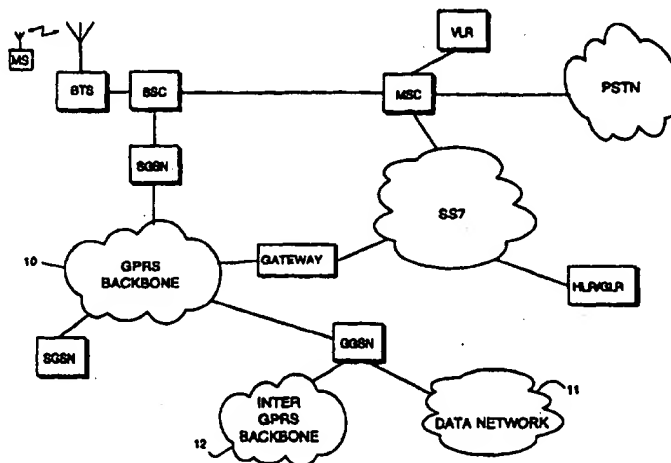 VLR
MS
PSTN
BTS
BSC
MSC
SGSN
SS7
10
GPRS
BACKBONE
GATEWAY
HLR/GLR
SGSN
GGSN
11
INTER
GPRS
BACKBONE
DATA NETWORK
12